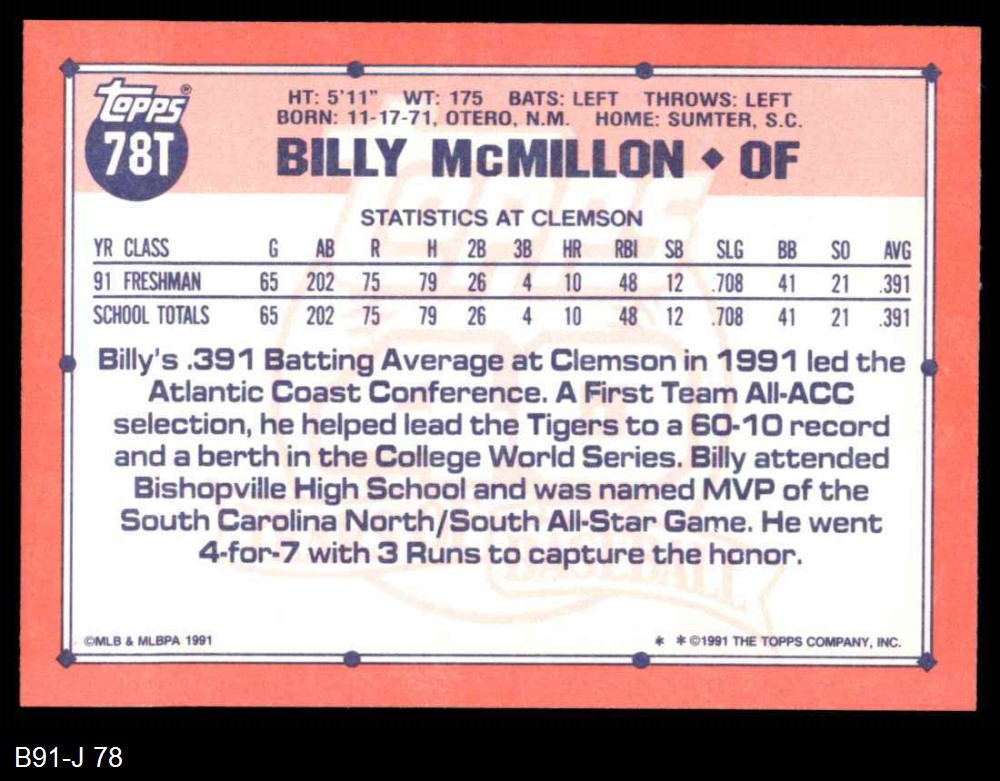 Topps®
78T
HT: 5'11" WT: 175 BATS: LEFT THROWS: LEFT
BORN: 11-17-71, OTERO, N.M. HOME: SUMTER, S.C.
BILLY McMILLON ◆ OF
STATISTICS AT CLEMSON
YR CLASS G AB R H 2B 3B HR RBI SB SLG BB SO AVG
91 FRESHMAN 65 202 75 79 26 4 10 48 12 .708 41 21 .391
SCHOOL TOTALS 65 202 75 79 26 4 10 48 12 .708 41 21 .391
Billy's .391 Batting Average at Clemson in 1991 led the
Atlantic Coast Conference. A First Team All-ACC
selection, he helped lead the Tigers to a 60-10 record
and a berth in the College World Series. Billy attended
Bishopville High School and was named MVP of the
South Carolina North/South All-Star Game. He went
4-for-7 with 3 Runs to capture the honor.
TOPPS
40
BASEBALL
©MLB & MLBPA 1991 * *©1991 THE TOPPS COMPANY, INC.
B91-J 78